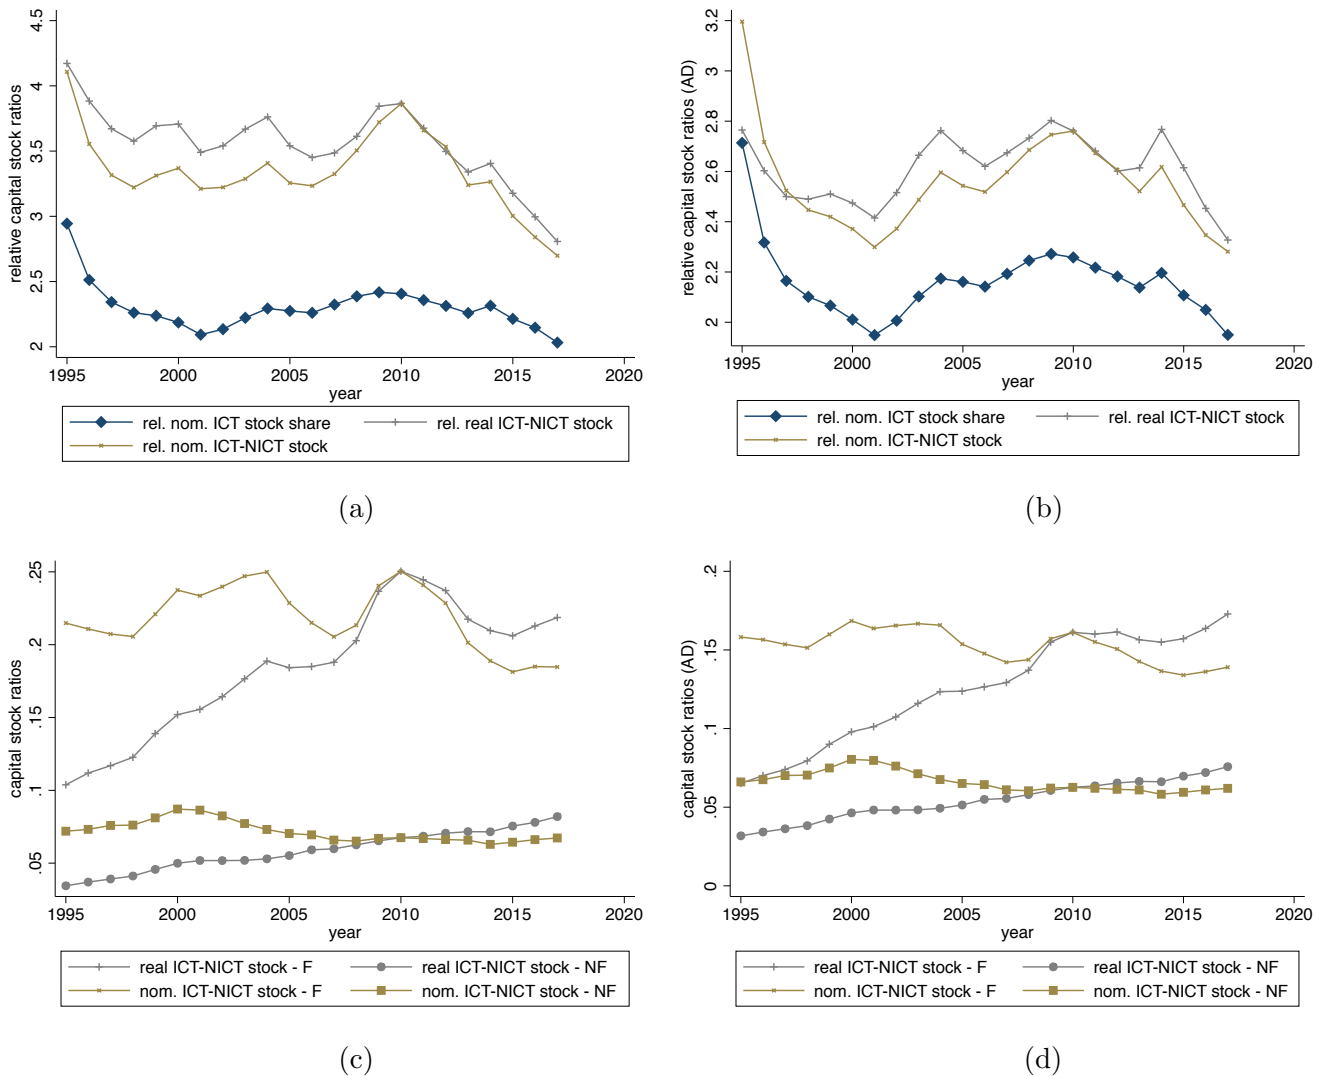 relative capital stock ratios
4.5
4
3.5
3
2.5
2
1995 2000 2005 2010 2015 2020
year
rel. nom. ICT stock share rel. real ICT-NICT stock
rel. nom. ICT-NICT stock
(a)
relative capital stock ratios (AD)
3.2
3
2.8
2.6
2.4
2.2
2
1995 2000 2005 2010 2015 2020
year
rel. nom. ICT stock share rel. real ICT-NICT stock
rel. nom. ICT-NICT stock
(b)
capital stock ratios
.25
.2
.15
.1
.05
1995 2000 2005 2010 2015 2020
year
real ICT-NICT stock - F real ICT-NICT stock - NF
nom. ICT-NICT stock - F nom. ICT-NICT stock - NF
(c)
capital stock ratios (AD)
.2
.15
.1
.05
0
1995 2000 2005 2010 2015 2020
year
real ICT-NICT stock - F real ICT-NICT stock - NF
nom. ICT-NICT stock - F nom. ICT-NICT stock - NF
(d)